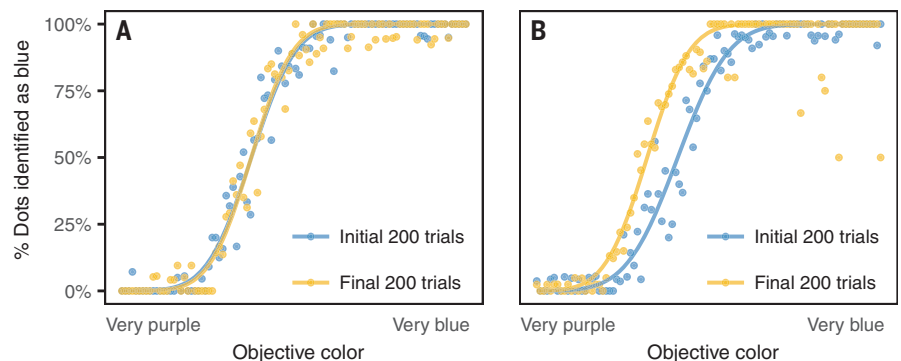 A
B
% Dots identified as blue
100%
75%
50%
25%
0%
Initial 200 trials
Final 200 trials
Initial 200 trials
Final 200 trials
Very purple
Very blue
Very purple
Very blue
Objective color
Objective color